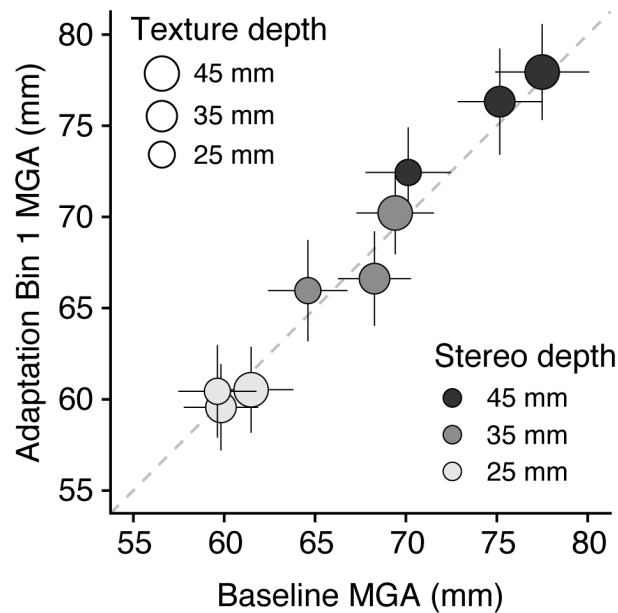 Texture depth
45 mm
35 mm
25 mm
Stereo depth
45 mm
35 mm
25 mm
Adaptation Bin 1 MGA (mm)
80
75
70
65
60
55
55 60 65 70 75 80
Baseline MGA (mm)